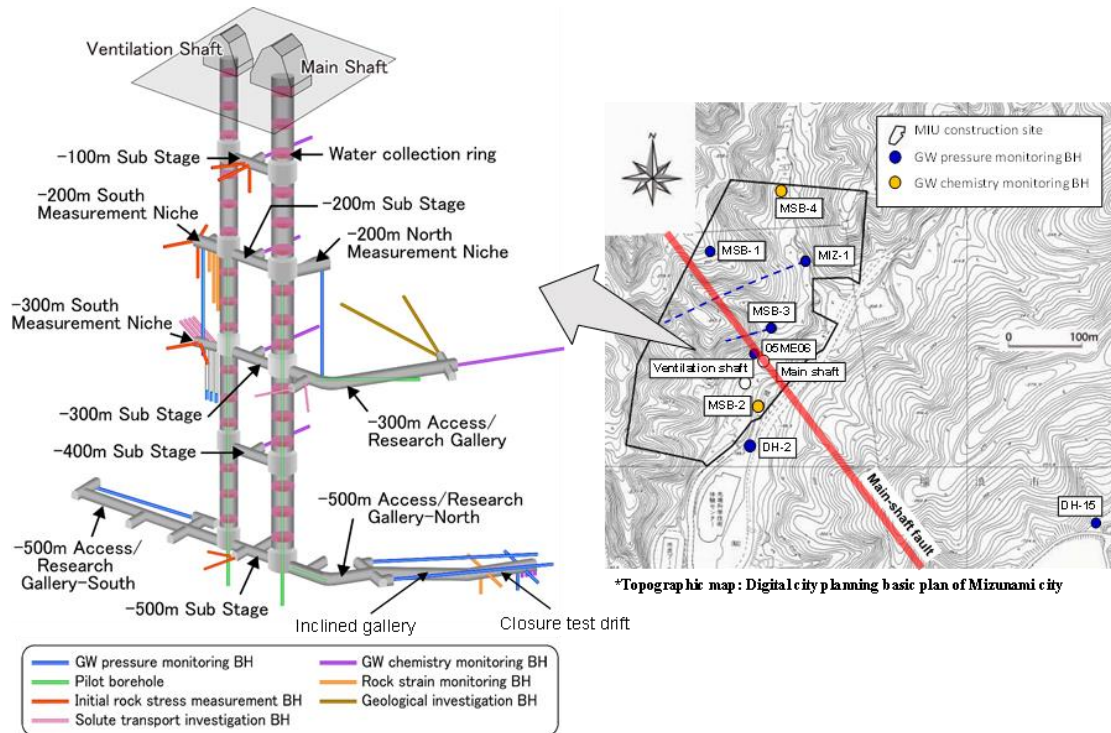 Ventilation Shaft
Main Shaft
-100m Sub Stage
Water collection ring
-200m South
Measurement Niche
-200m Sub Stage
-200m North
Measurement Niche
-300m South
Measurement Niche
-300m Sub Stage
-300m Access/
Research Gallery
-400m Sub Stage
-500m Access/Research
Gallery-North
-500m Access/
Research
Gallery-South
-500m Sub Stage
Inclined gallery
Closure test drift
GW pressure monitoring BH
Pilot borehole
Initial rock stress measurement BH
Solute transport investigation BH
GW chemistry monitoring BH
Rock strain monitoring BH
Geological investigation BH
MIU construction site
GW pressure monitoring BH
GW chemistry monitoring BH
N
MSB-4
MSB-1
MIZ-1
MSB-3
05ME06
Ventilation shaft
Main shaft
MSB-2
DH-2
100m
Main-shaft fault
DH-15
*Topographic map: Digital city planning basic plan of Mizunami city